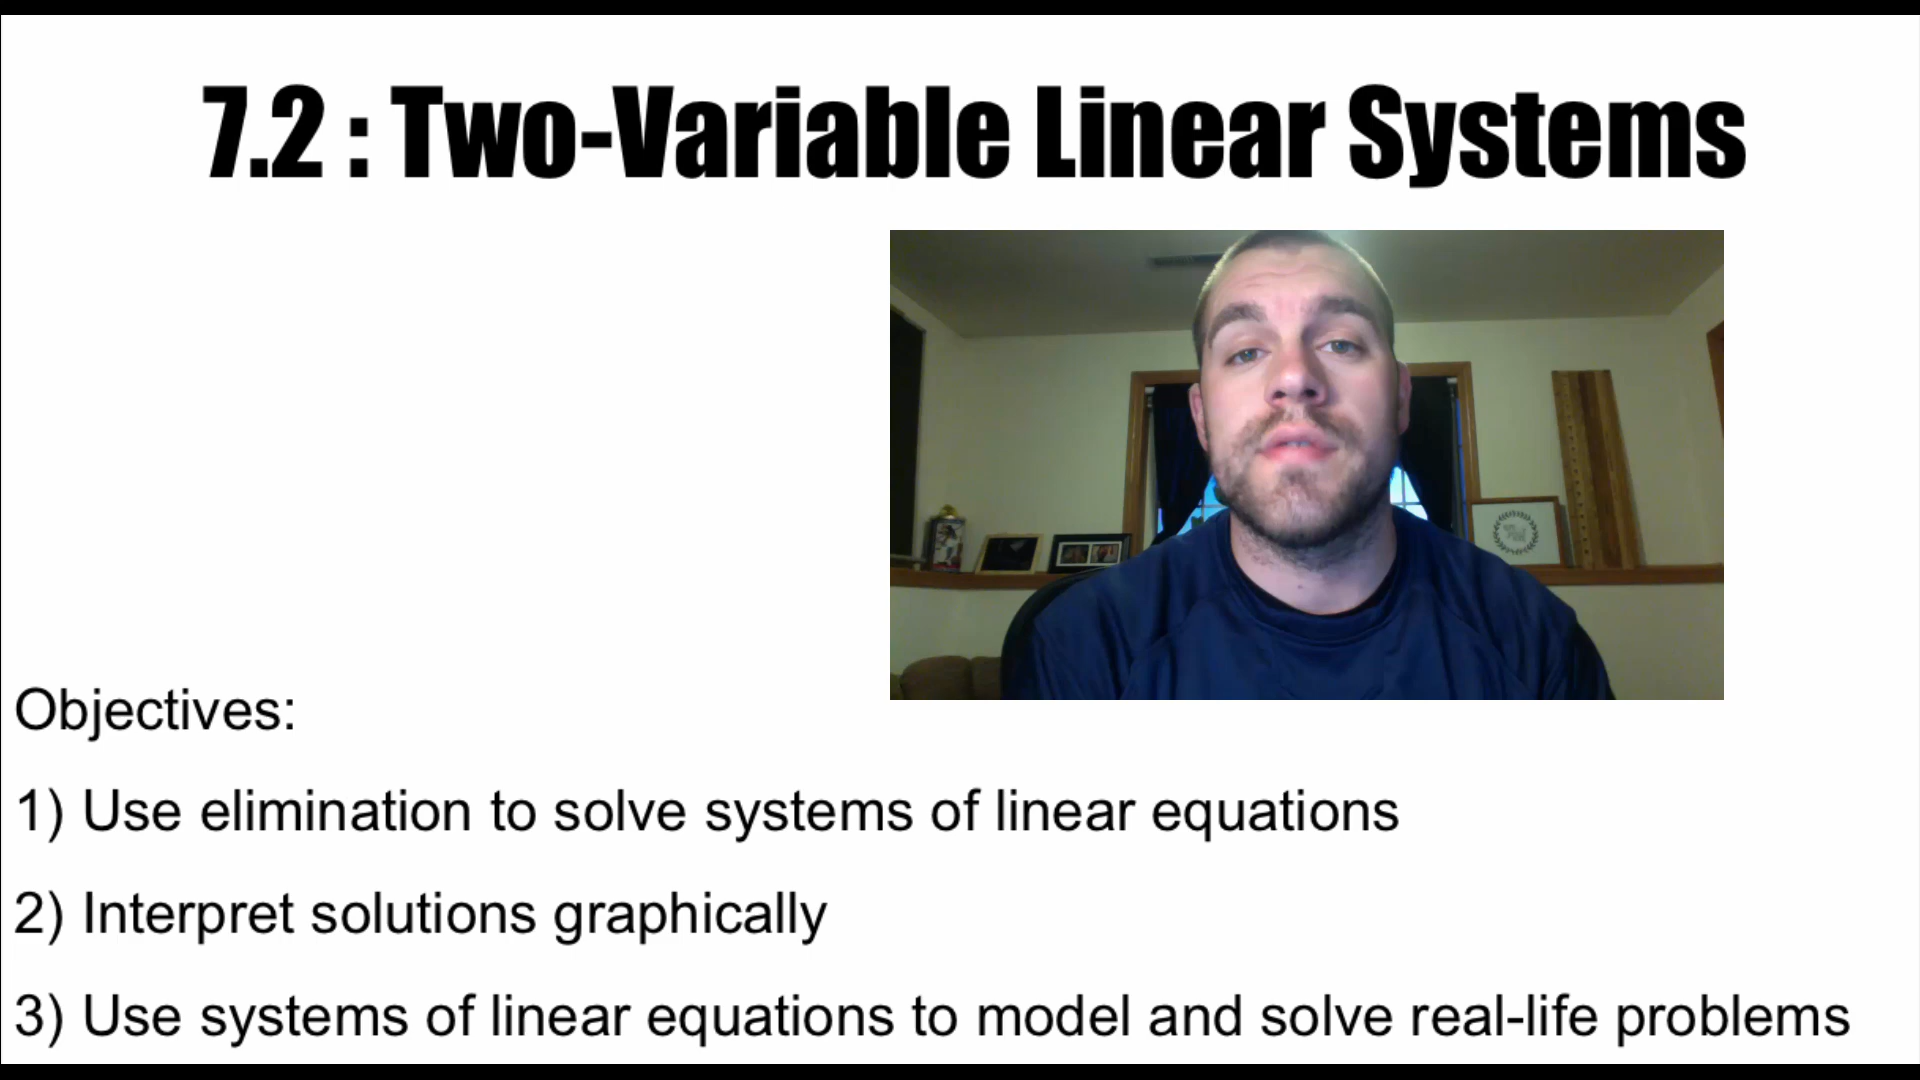 7.2 : Two-Variable Linear Systems
Objectives:
1) Use elimination to solve systems of linear equations
2) Interpret solutions graphically
3) Use systems of linear equations to model and solve real-life problems